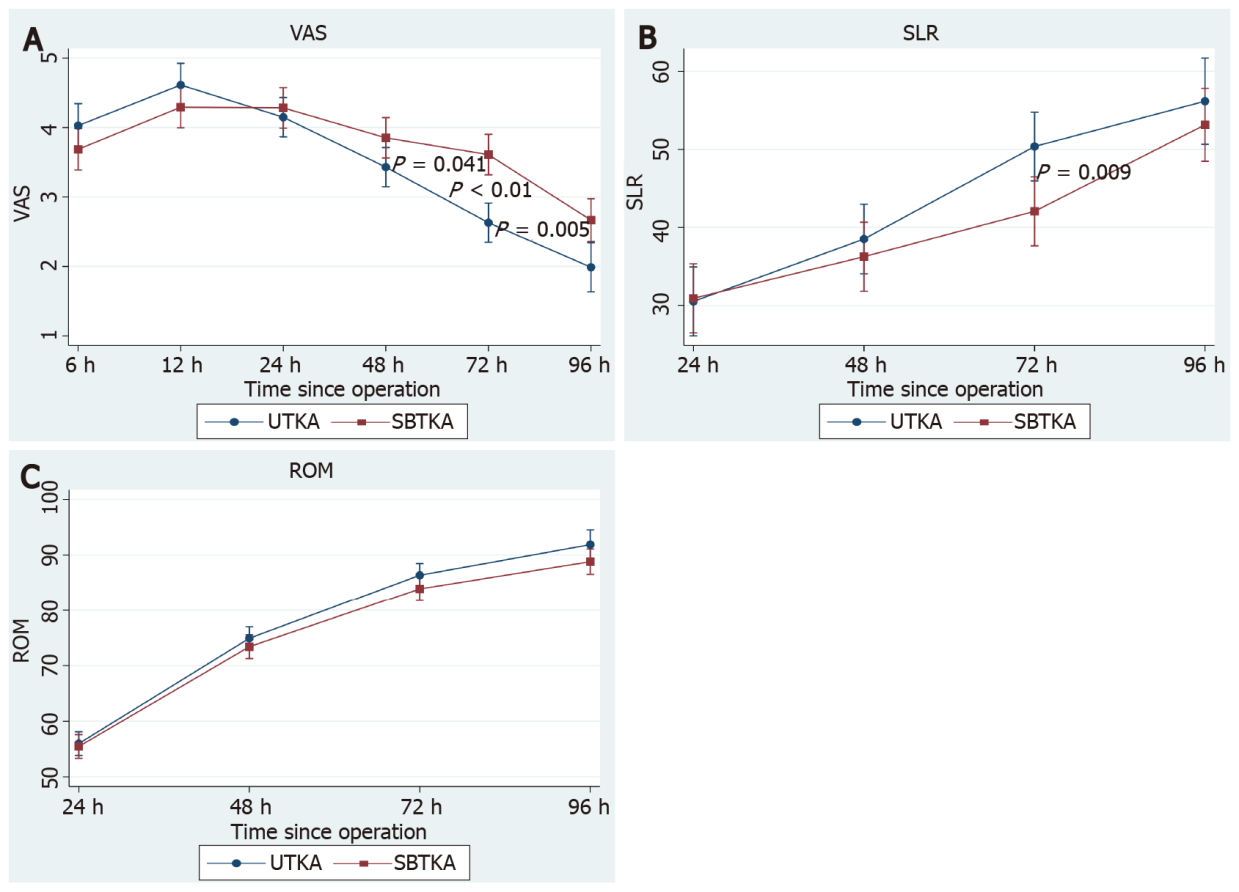 A
VAS
VAS
5
4
3
2
1
P = 0.041
P < 0.01
P = 0.005
6 h 12 h 24 h 48 h 72 h 96 h
Time since operation
UTKA SBTKA
B
SLR
SLR
60
50
40
30
P = 0.009
24 h 48 h 72 h 96 h
Time since operation
UTKA SBTKA
C
ROM
ROM
100
90
80
70
60
50
24 h 48 h 72 h 96 h
Time since operation
UTKA SBTKA